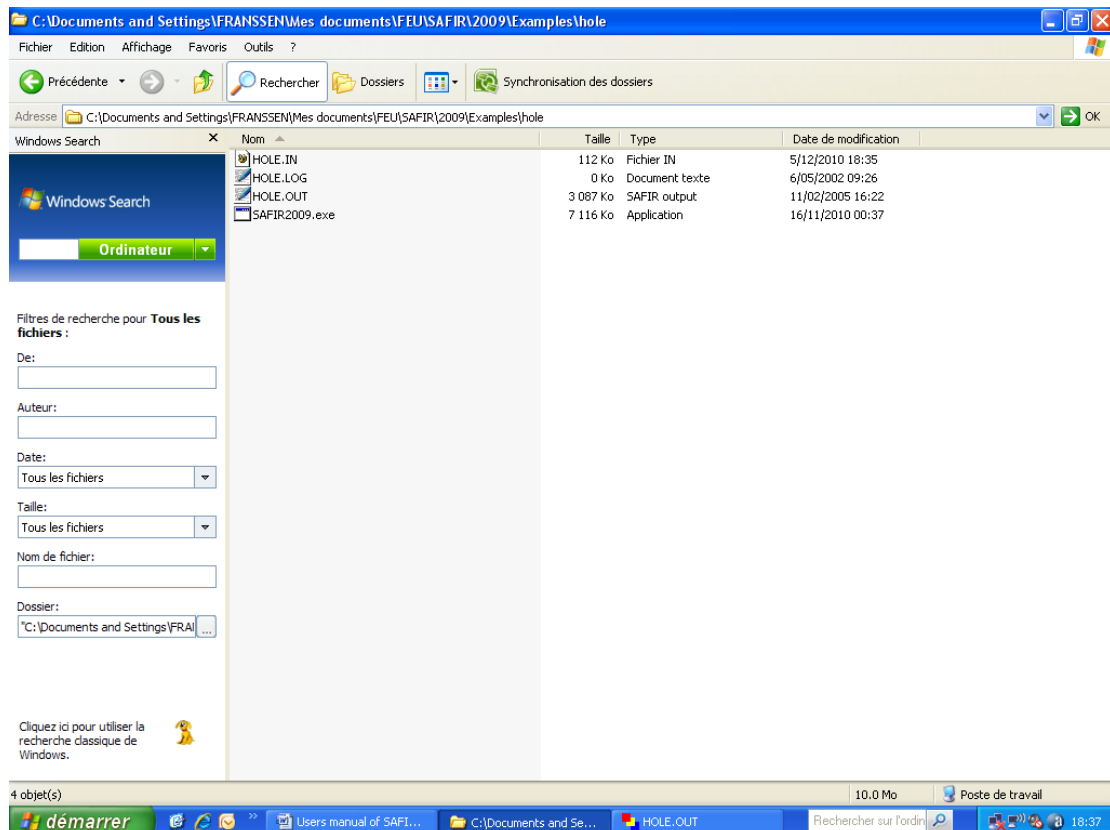 C:\Documents and Settings\FRANSSEN\Mes documents\FEU\SAFIR\2009\Examples\hole
Fichier Edition Affichage Favoris Outils ?
Précédente Rechercher Dossiers Synchronisation des dossiers
Adresse C:\Documents and Settings\FRANSSEN\Mes documents\FEU\SAFIR\2009\Examples\hole OK
Windows Search
Nom Taille Type Date de modification
HOLE.IN 112 Ko Fichier IN 5/12/2010 18:35
HOLE.LOG 0 Ko Document texte 6/05/2002 09:26
HOLE.OUT 3 087 Ko SAFIR output 11/02/2005 16:22
SAFIR2009.exe 7 116 Ko Application 16/11/2010 00:37
Windows Search
Ordinateur
Filtres de recherche pour Tous les
fichiers :
De:
Auteur:
Date:
Tous les fichiers
Taille:
Tous les fichiers
Nom de fichier:
Dossier:
"C:\Documents and Settings\FRAI ...
Cliquez ici pour utiliser la
recherche classique de
Windows.
4 objet(s) 10.0 Mo Poste de travail
démarrer Users manual of SAFI... C:\Documents and Se... HOLE.OUT Rechercher sur l'ordin 18:37